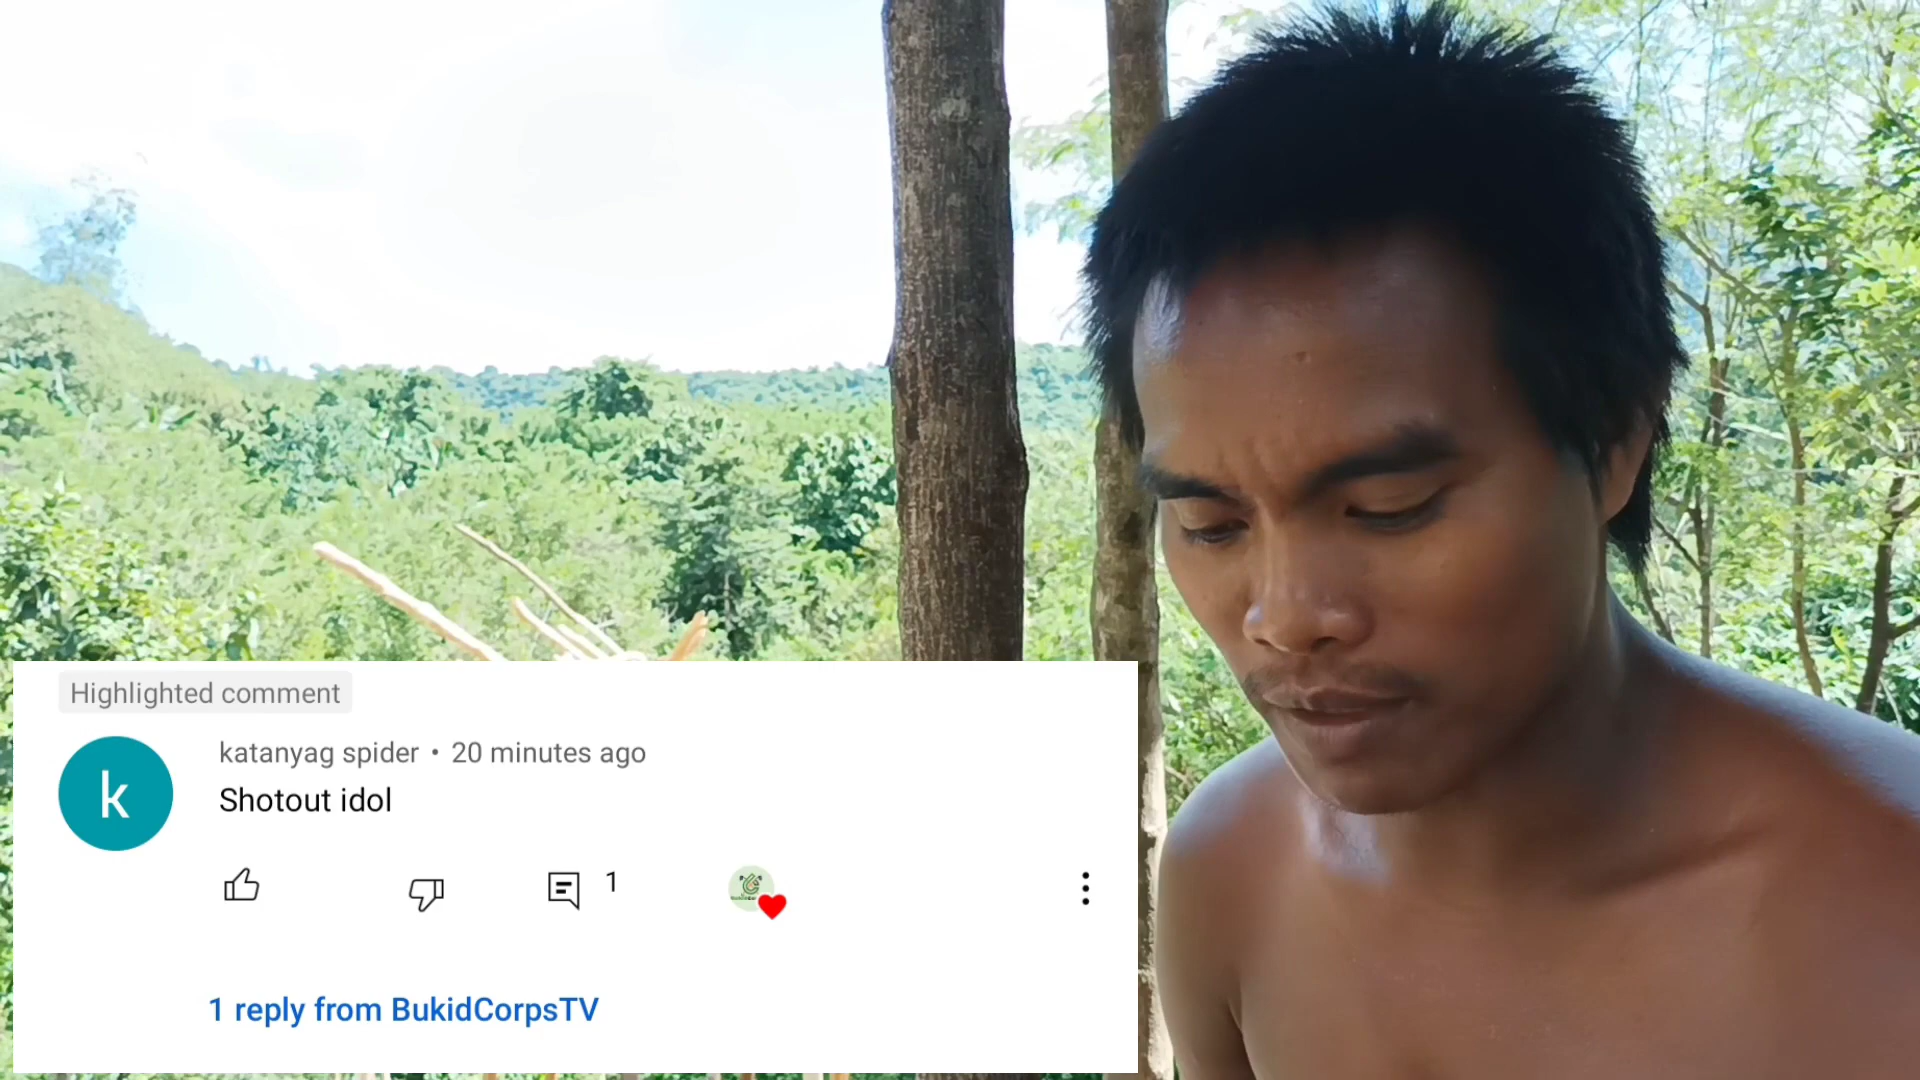 Highlighted comment
katanyag spider • 20 minutes ago
Shotout idol
1
1 reply from BukidCorpsTV